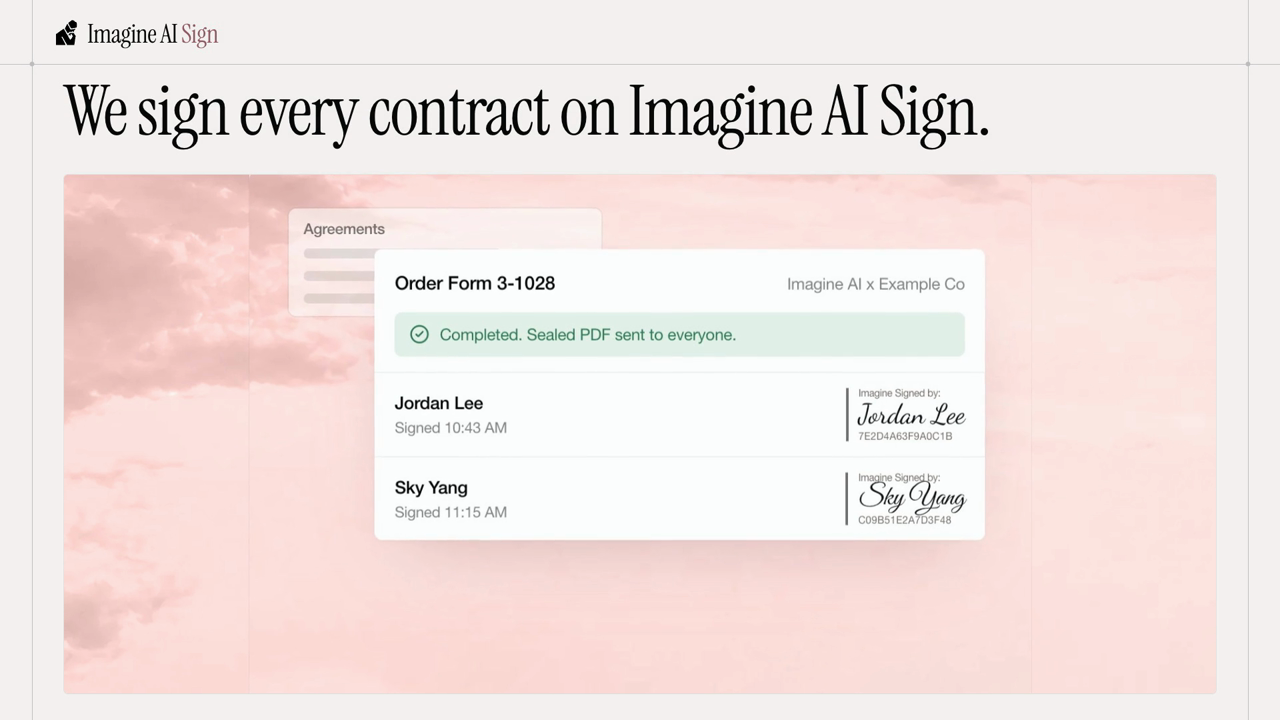 Imagine AI Sign
We sign every contract on Imagine AI Sign.
Agreements
Order Form 3-1028
Imagine AI x Example Co
Completed. Sealed PDF sent to everyone.
Jordan Lee
Signed 10:43 AM
Imagine Signed by:
Jordan Lee
7E2D4A63F9A0C1B
Sky Yang
Signed 11:15 AM
Imagine Signed by:
Sky Yang
C09B51E2A7D3F48